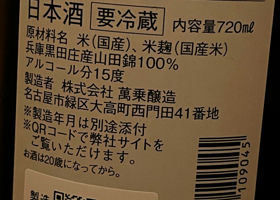 日本酒 要冷蔵 内容量720ml
原材料名 米(国産)、米麹(国産米)
兵庫黒田庄産山田錦100%
アルコール分15度
製造者 株式会社 萬乗醸造
名古屋市緑区大高町西門田41番地
※製造年月は別途添付
※QRコードで弊社サイトを
ご覧いただけます。
お酒は20歳になってから。
製造
109045